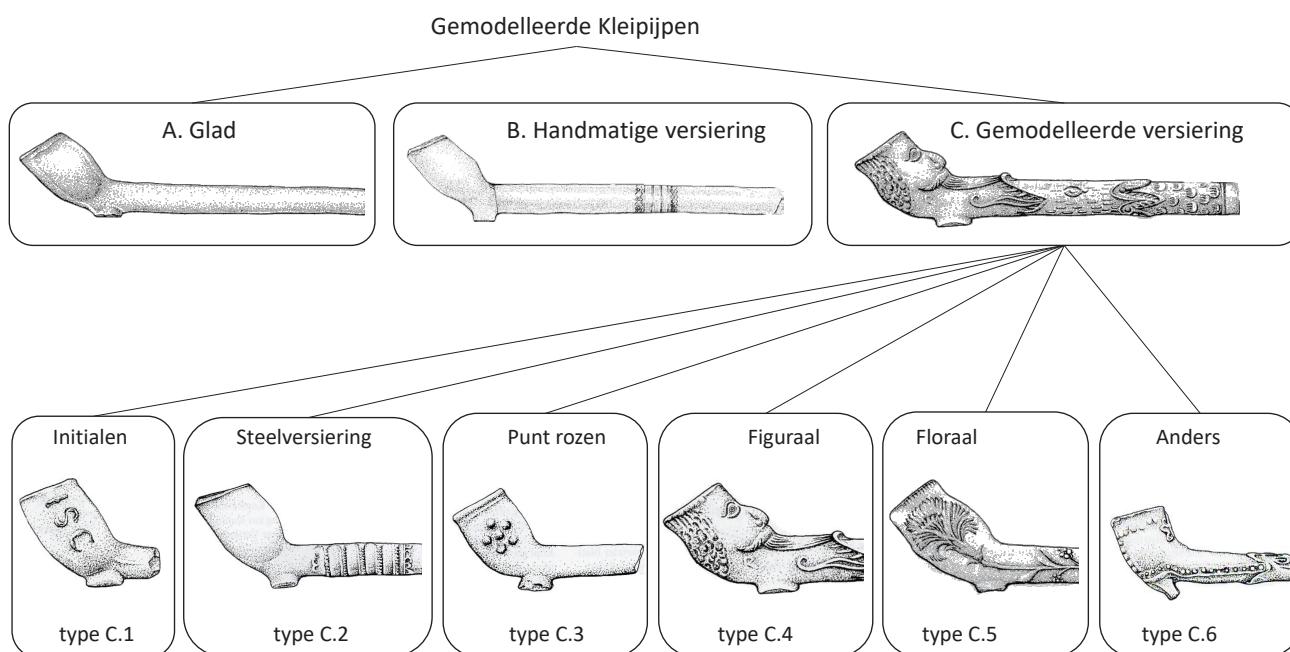 Gemodelleerde Kleipijpen
A. Glad
B. Handmatige versiering
C. Gemodelleerde versiering
Initialen
Steelversiering
Punt rozen
Figuraal
Floraal
Anders
ISC
type C.1
type C.2
type C.3
type C.4
type C.5
type C.6